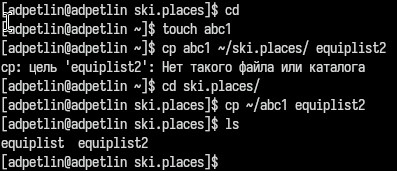 [adpetlin@adpetlin ski.places]$ cd
[adpetlin@adpetlin ~]$ touch abc1
[adpetlin@adpetlin ~]$ cp abc1 ~/ski.places/ equiplist2
cp: цель 'equiplist2': Нет такого файла или каталога
[adpetlin@adpetlin ~]$ cd ski.places/
[adpetlin@adpetlin ski.places]$ cp ~/abc1 equiplist2
[adpetlin@adpetlin ski.places]$ ls
equiplist  equiplist2
[adpetlin@adpetlin ski.places]$